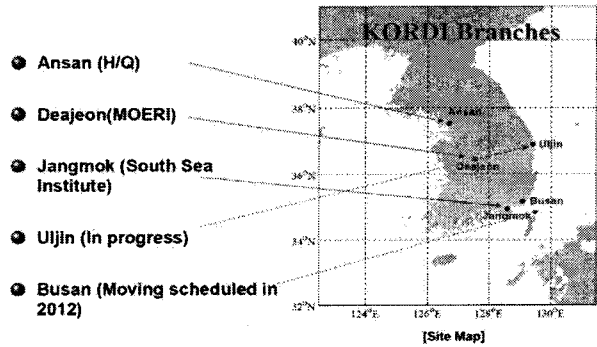 KORDI Branches
Ansan (H/Q)
Deajeon(MOERI)
Jangmok (South Sea
Institute)
Uljin (In progress)
Busan (Moving scheduled in
2012)
40°N
38°N
36°N
34°N
32°N
124°E
126°E
128°E
130°E
Ansan
Uljin
Deajeon
Busan
Jangmok
[Site Map]